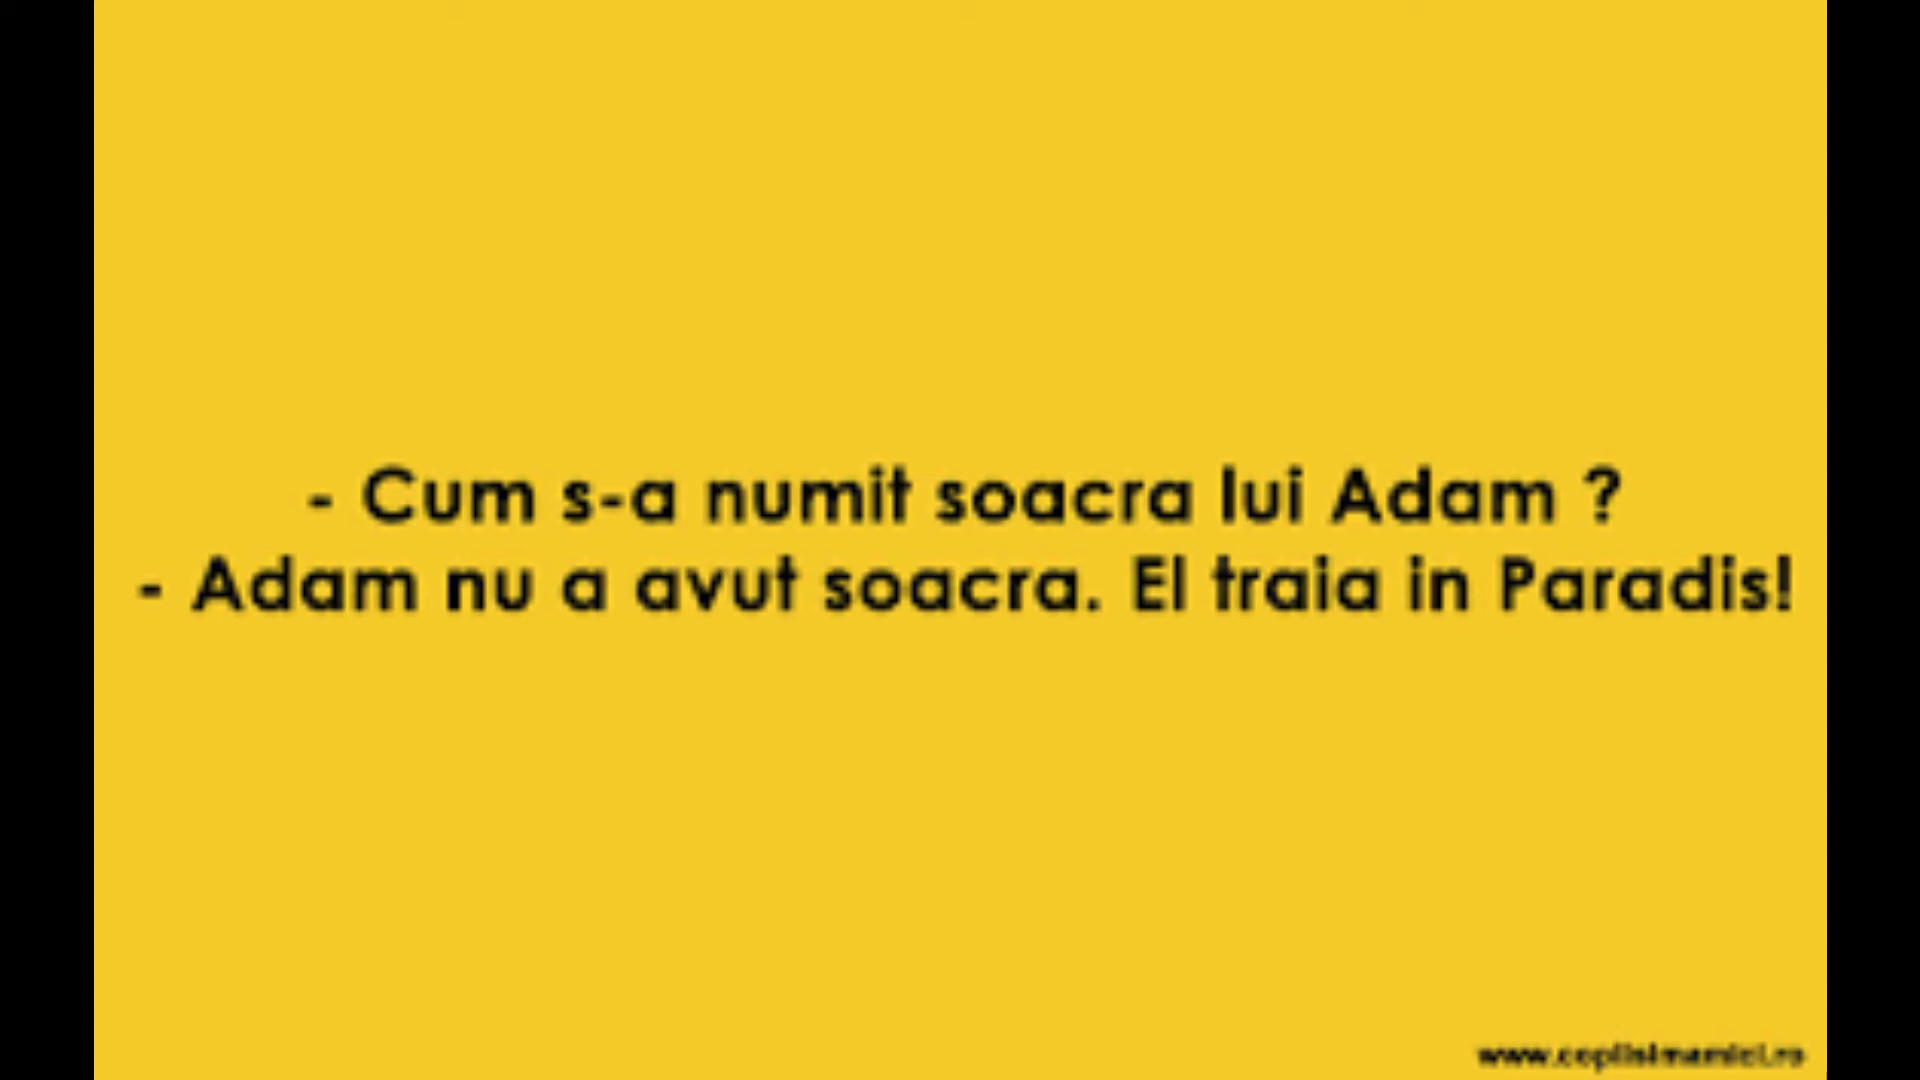 - Cum s-a numit soacra lui Adam ?
- Adam nu a avut soacra. El traia in Paradis!